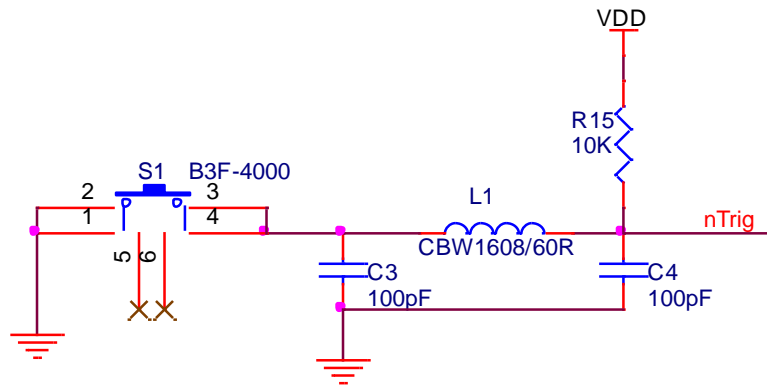 VDD
R15
10K
S1 B3F-4000
2
3
1
4
5
6
L1
CBW1608/60R
nTrig
C3
100pF
C4
100pF